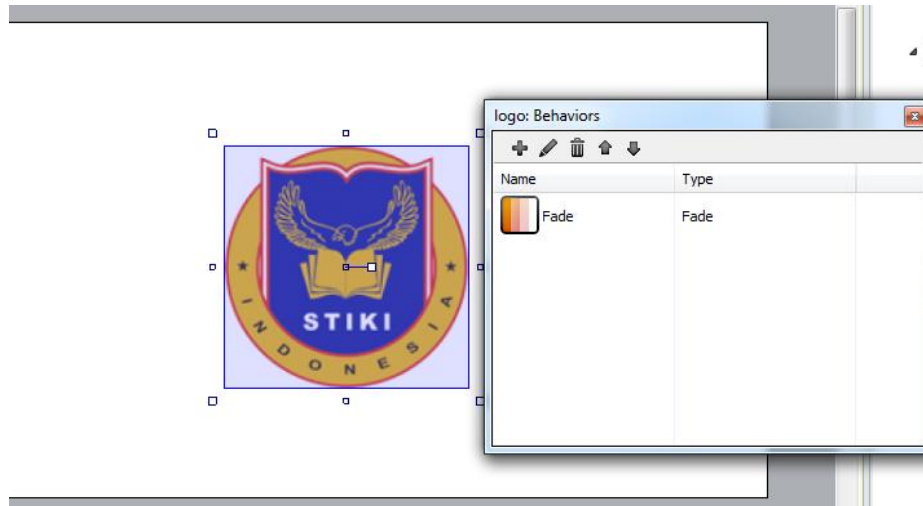 logo: Behaviors
Name Type
Fade Fade
STIKI
INDONESIA